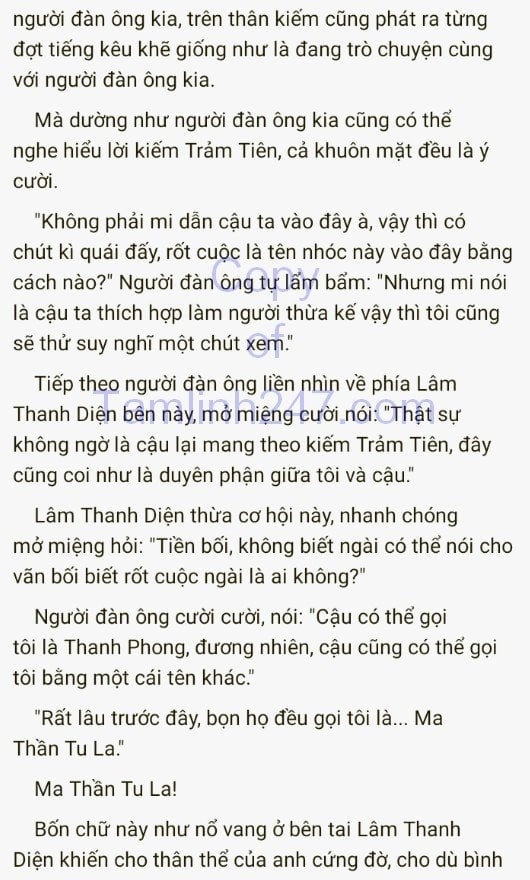 người đàn ông kia, trên thân kiếm cũng phát ra từng
đợt tiếng kêu khẽ giống như là đang trò chuyện cùng
với người đàn ông kia.
Mà dường như người đàn ông kia cũng có thể
nghe hiểu lời kiếm Trảm Tiên, cả khuôn mặt đều là ý
cười.
"Không phải mi dẫn cậu ta vào đây à, vậy thì có
chút kì quái đấy, rốt cuộc là tên nhóc này vào đây bằng
cách nào?" Người đàn ông tự lẩm bẩm: "Nhưng mi nói
là cậu ta thích hợp làm người thừa kế vậy thì tôi cũng
sẽ thử suy nghĩ một chút xem."
Tiếp theo người đàn ông liền nhìn về phía Lâm
Thanh Diện bên này, mở miệng cười nói: "Thật sự
không ngờ là cậu lại mang theo kiếm Trảm Tiên, đây
cũng coi như là duyên phận giữa tôi và cậu."
Lâm Thanh Diện thừa cơ hội này, nhanh chóng
mở miệng hỏi: "Tiền bối, không biết ngài có thể nói cho
vãn bối biết rốt cuộc ngài là ai không?"
Người đàn ông cười cười, nói: "Cậu có thể gọi
tôi là Thanh Phong, đương nhiên, cậu cũng có thể gọi
tôi bằng một cái tên khác."
"Rất lâu trước đây, bọn họ đều gọi tôi là... Ma
Thần Tu La."
Ma Thần Tu La!
Bốn chữ này như nổ vang ở bên tai Lâm Thanh
Diện khiến cho thân thể của anh cứng đờ, cho dù bình
Copy
of
Tamlinh247.com